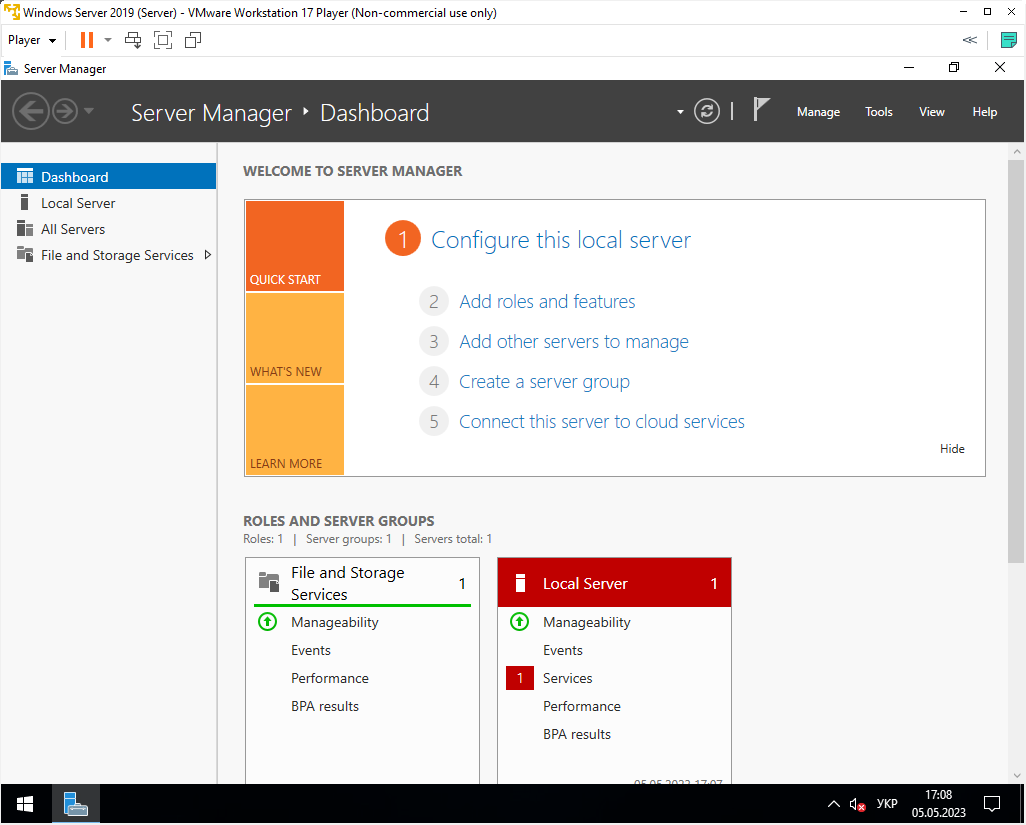 Windows Server 2019 (Server) - VMware Workstation 17 Player (Non-commercial use only)
Player
Server Manager
Server Manager Dashboard
Manage Tools View Help
Dashboard
Local Server
All Servers
File and Storage Services
WELCOME TO SERVER MANAGER
QUICK START
WHAT'S NEW
LEARN MORE
1 Configure this local server
2 Add roles and features
3 Add other servers to manage
4 Create a server group
5 Connect this server to cloud services
Hide
ROLES AND SERVER GROUPS
Roles: 1 | Server groups: 1 | Servers total: 1
File and Storage
Services
1
Manageability
Events
Performance
BPA results
Local Server 1
Manageability
Events
1 Services
Performance
BPA results
05.05.2023 17:07
УКР
17:08
05.05.2023